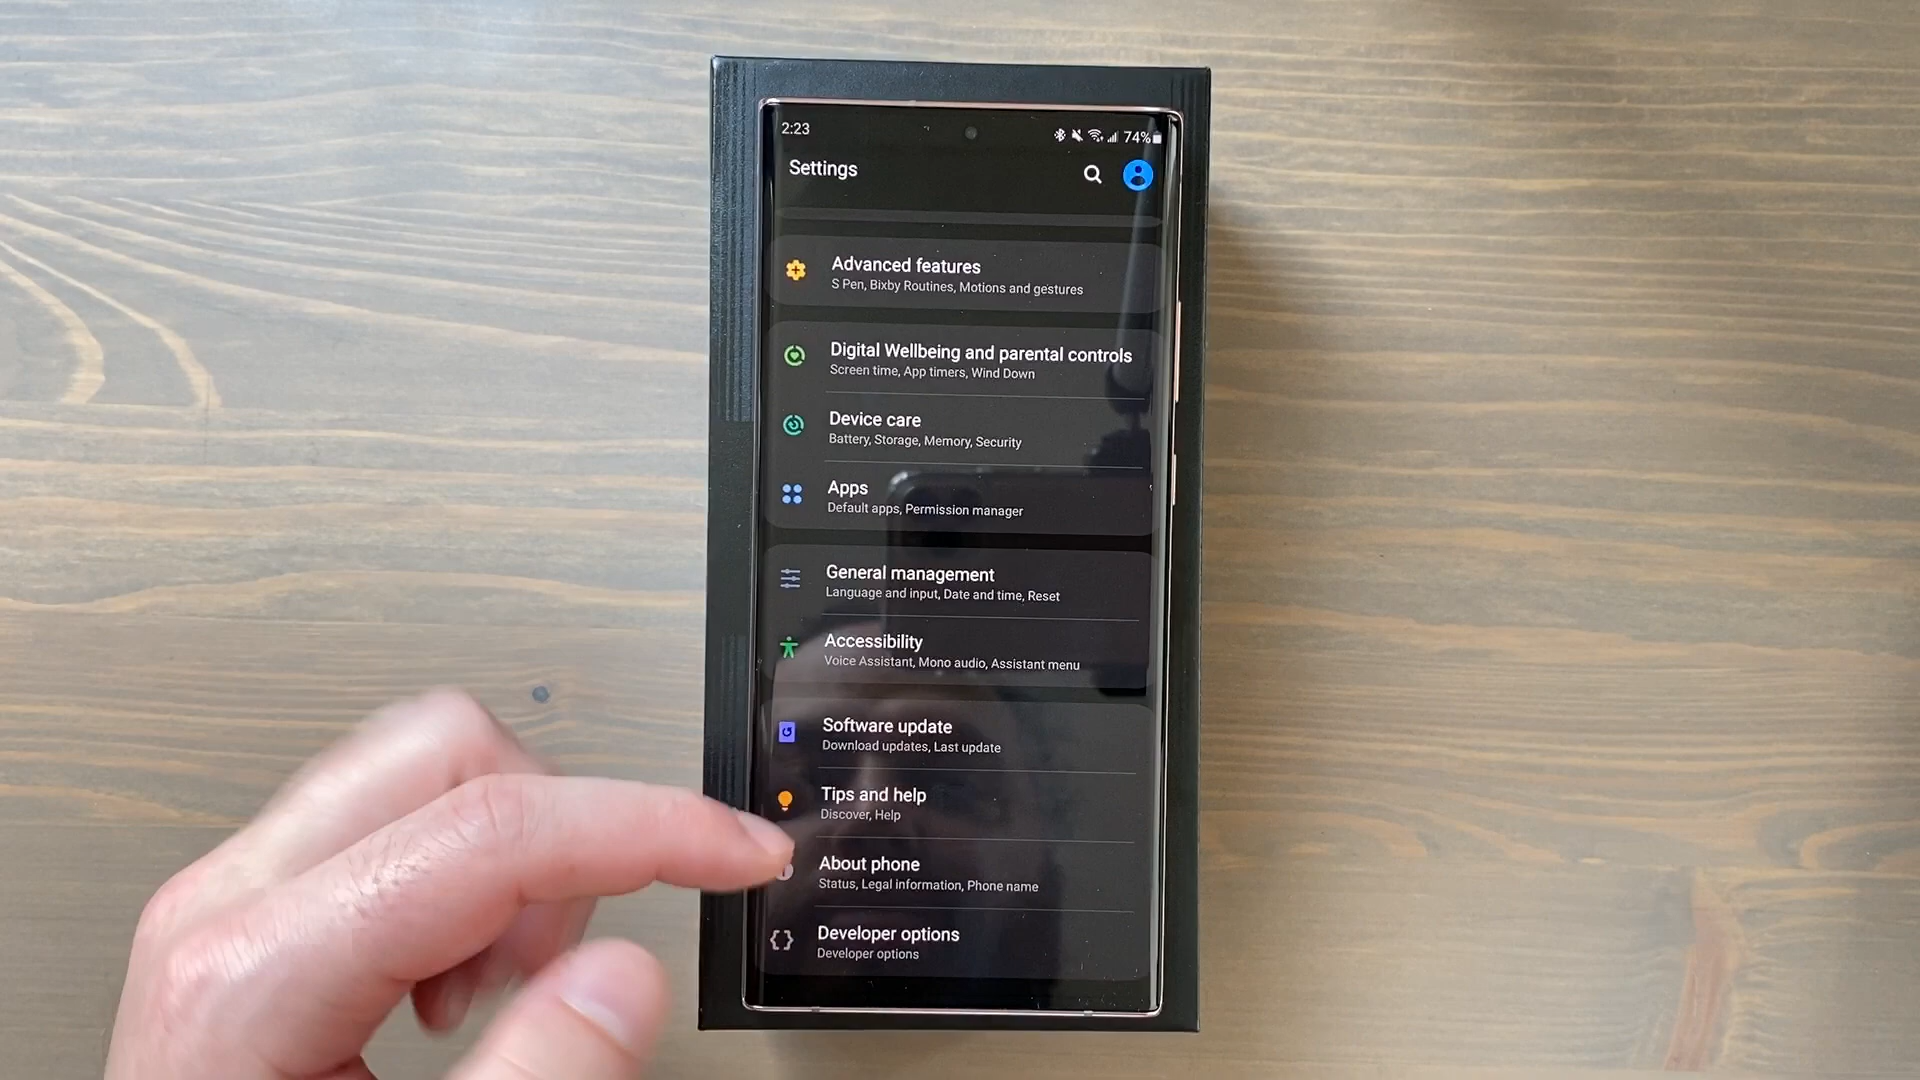 2:23
74%
Settings
Advanced features
S Pen, Bixby Routines, Motions and gestures
Digital Wellbeing and parental controls
Screen time, App timers, Wind Down
Device care
Battery, Storage, Memory, Security
Apps
Default apps, Permission manager
General management
Language and input, Date and time, Reset
Accessibility
Voice Assistant, Mono audio, Assistant menu
Software update
Download updates, Last update
Tips and help
Discover, Help
About phone
Status, Legal information, Phone name
Developer options
Developer options